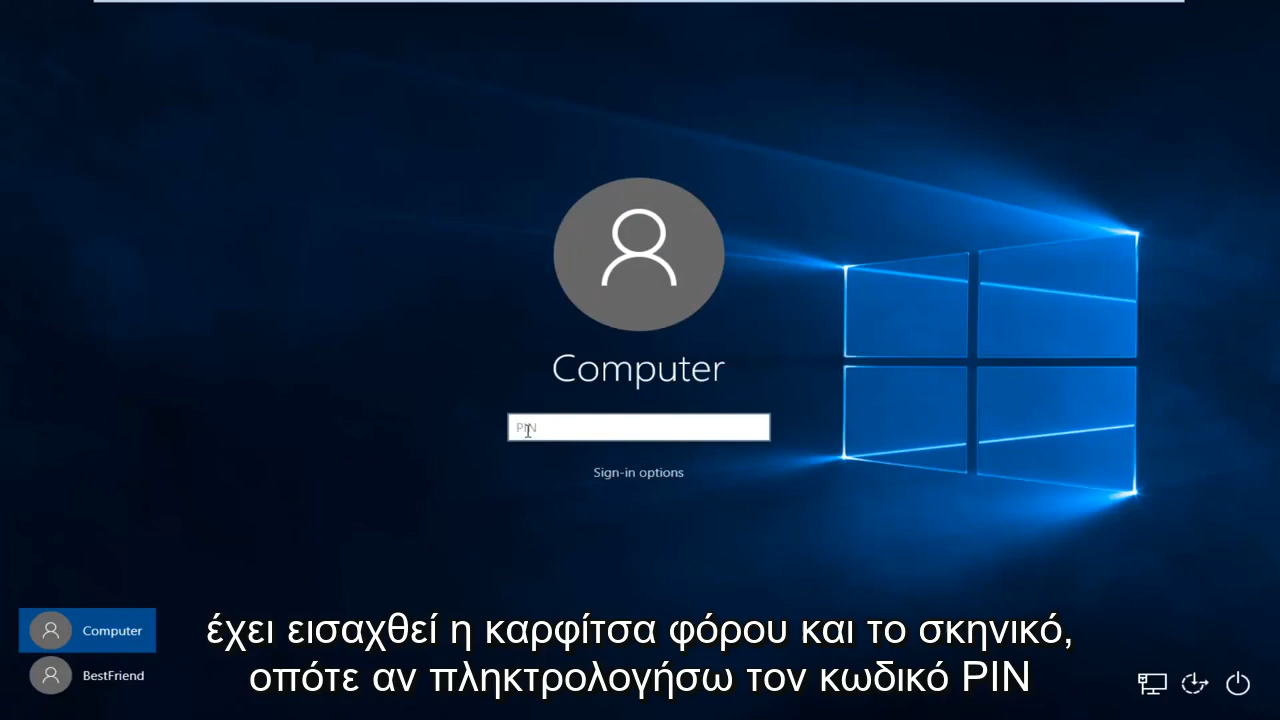 Computer
PIN
Sign-in options
Computer
BestFriend
έχει εισαχθεί η καρφίτσα φόρου και το σκηνικό,
οπότε αν πληκτρολογήσω τον κωδικό PIN